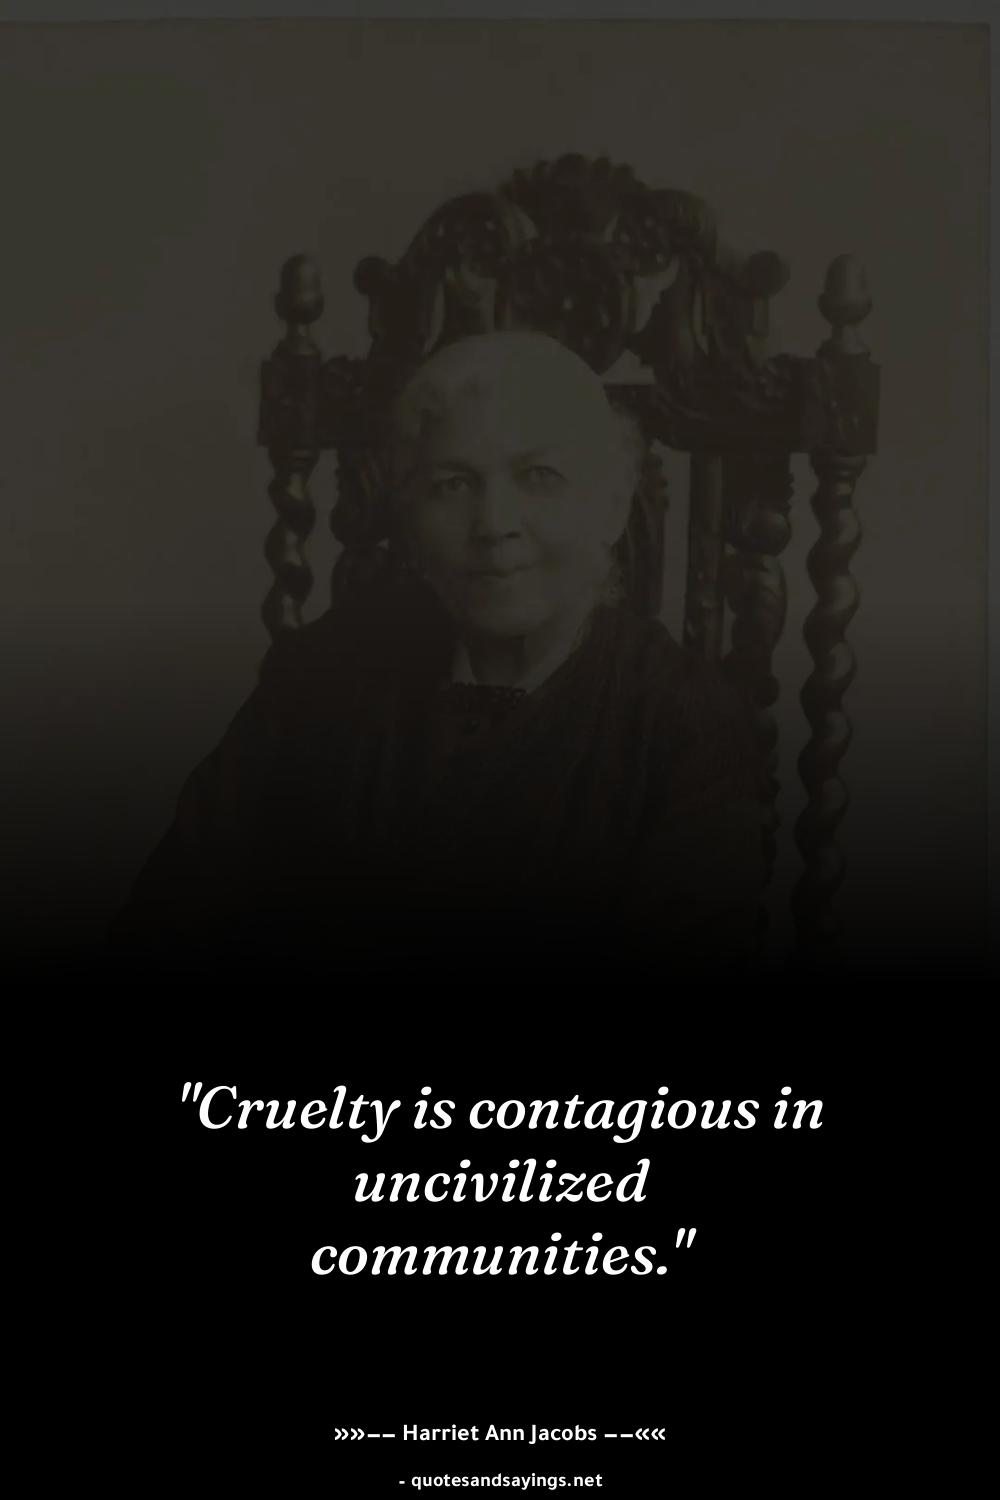 "Cruelty is contagious in
uncivilized
communities."
»»−− Harriet Ann Jacobs −−««
- quotesandsayings.net